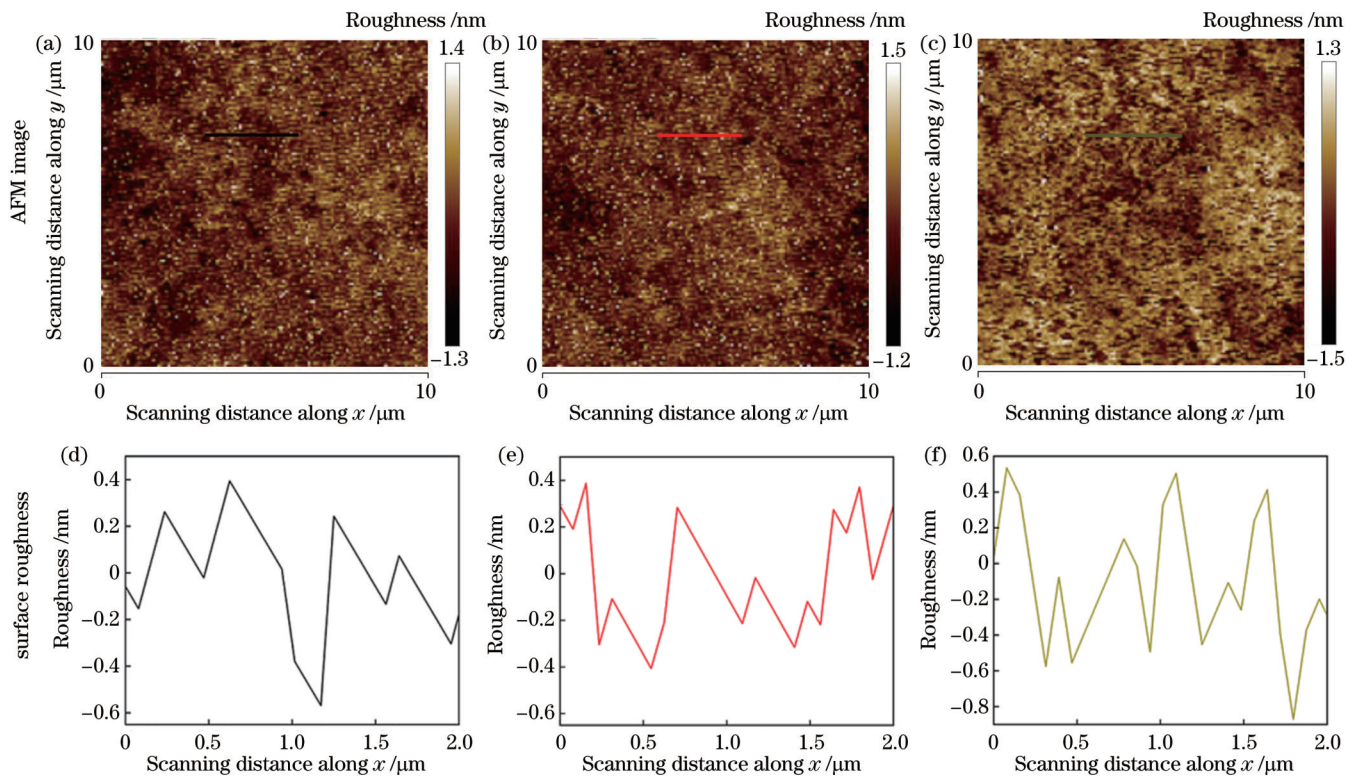 Roughness /nm
Roughness /nm
Roughness /nm
(a)
10
1.4
(b)
10
1.5
(c)
10
1.3
AFM image
Scanning distance along y /μm
Scanning distance along y /μm
Scanning distance along y /μm
0
−1.3
0
−1.2
0
−1.5
0
10
0
10
0
10
Scanning distance along x /μm
Scanning distance along x /μm
Scanning distance along x /μm
surface roughness
(d)
Roughness /nm
0.4
0.2
0
−0.2
−0.4
−0.6
0
0.5
1.0
1.5
2.0
Scanning distance along x /μm
(e)
Roughness /nm
0.4
0.2
0
−0.2
−0.4
−0.6
0
0.5
1.0
1.5
2.0
Scanning distance along x /μm
(f)
Roughness /nm
0.6
0.4
0.2
0
−0.2
−0.4
−0.6
−0.8
0
0.5
1.0
1.5
2.0
Scanning distance along x /μm